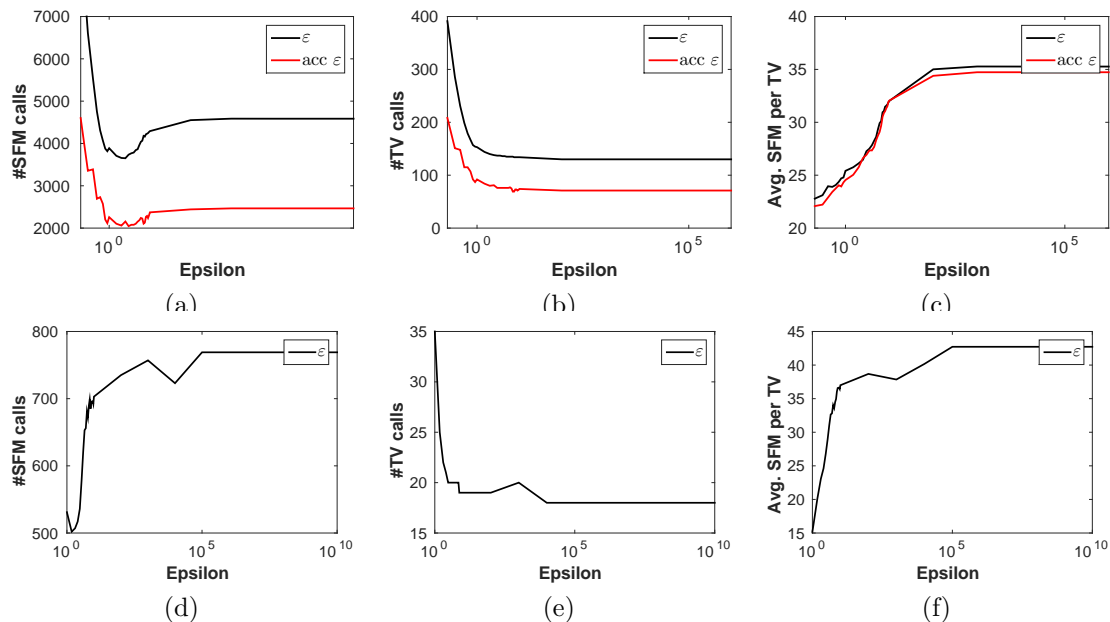 7000
6000
5000
4000
3000
2000
#SFM calls
ε
acc ε
10^0
Epsilon
(a)
400
300
200
100
0
#TV calls
ε
acc ε
10^0
10^5
Epsilon
(b)
40
35
30
25
20
Avg. SFM per TV
ε
acc ε
10^0
10^5
Epsilon
(c)
800
700
600
500
#SFM calls
ε
10^0
10^5
10^10
Epsilon
(d)
35
30
25
20
15
#TV calls
ε
10^0
10^5
10^10
Epsilon
(e)
45
40
35
30
25
20
15
Avg. SFM per TV
ε
10^0
10^5
10^10
Epsilon
(f)